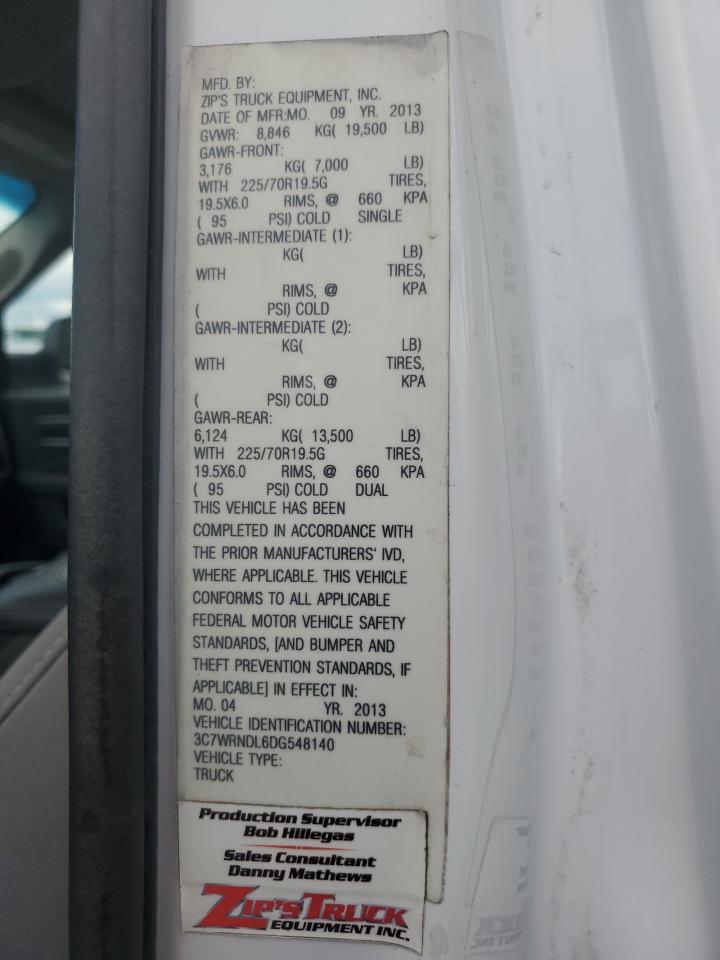 MFD. BY:
ZIP'S TRUCK EQUIPMENT, INC.
DATE OF MFR:MO. 09 YR. 2013
GVWR: 8,846 KG( 19,500 LB)
GAWR-FRONT:
3,176 KG( 7,000 LB)
WITH 225/70R19.5G TIRES,
19.5X6.0 RIMS, @ 660 KPA
( 95 PSI) COLD SINGLE
GAWR-INTERMEDIATE (1):
KG( LB)
WITH TIRES,
RIMS, @ KPA
( PSI) COLD
GAWR-INTERMEDIATE (2):
KG( LB)
WITH TIRES,
RIMS, @ KPA
( PSI) COLD
GAWR-REAR:
6,124 KG( 13,500 LB)
WITH 225/70R19.5G TIRES,
19.5X6.0 RIMS, @ 660 KPA
( 95 PSI) COLD DUAL
THIS VEHICLE HAS BEEN
COMPLETED IN ACCORDANCE WITH
THE PRIOR MANUFACTURERS' IVD,
WHERE APPLICABLE. THIS VEHICLE
CONFORMS TO ALL APPLICABLE
FEDERAL MOTOR VEHICLE SAFETY
STANDARDS, [AND BUMPER AND
THEFT PREVENTION STANDARDS, IF
APPLICABLE] IN EFFECT IN:
MO. 04 YR. 2013
VEHICLE IDENTIFICATION NUMBER:
3C7WRNDL6DG548140
VEHICLE TYPE:
TRUCK
Production Supervisor
Bob Hillegas
Sales Consultant
Danny Mathews
ZIP'S TRUCK
EQUIPMENT INC.